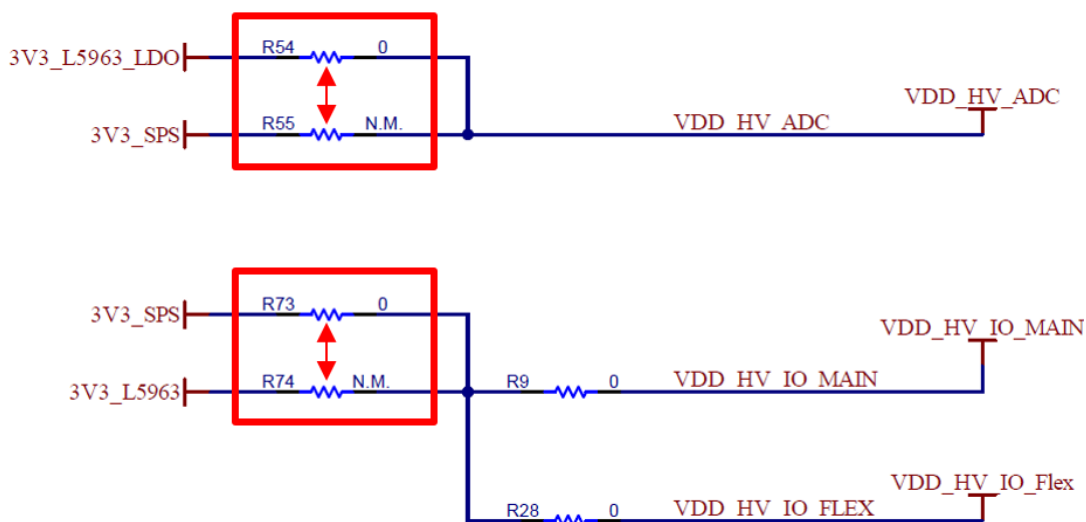 R54 0
3V3_L5963_LDO
VDD_HV_ADC
R55 N.M.
3V3_SPS
VDD_HV_ADC
R73 0
3V3_SPS
VDD_HV_IO_MAIN
R74 N.M.
3V3_L5963
R9 0
VDD_HV_IO_MAIN
VDD_HV_IO_Flex
R28 0
VDD_HV_IO_FLEX